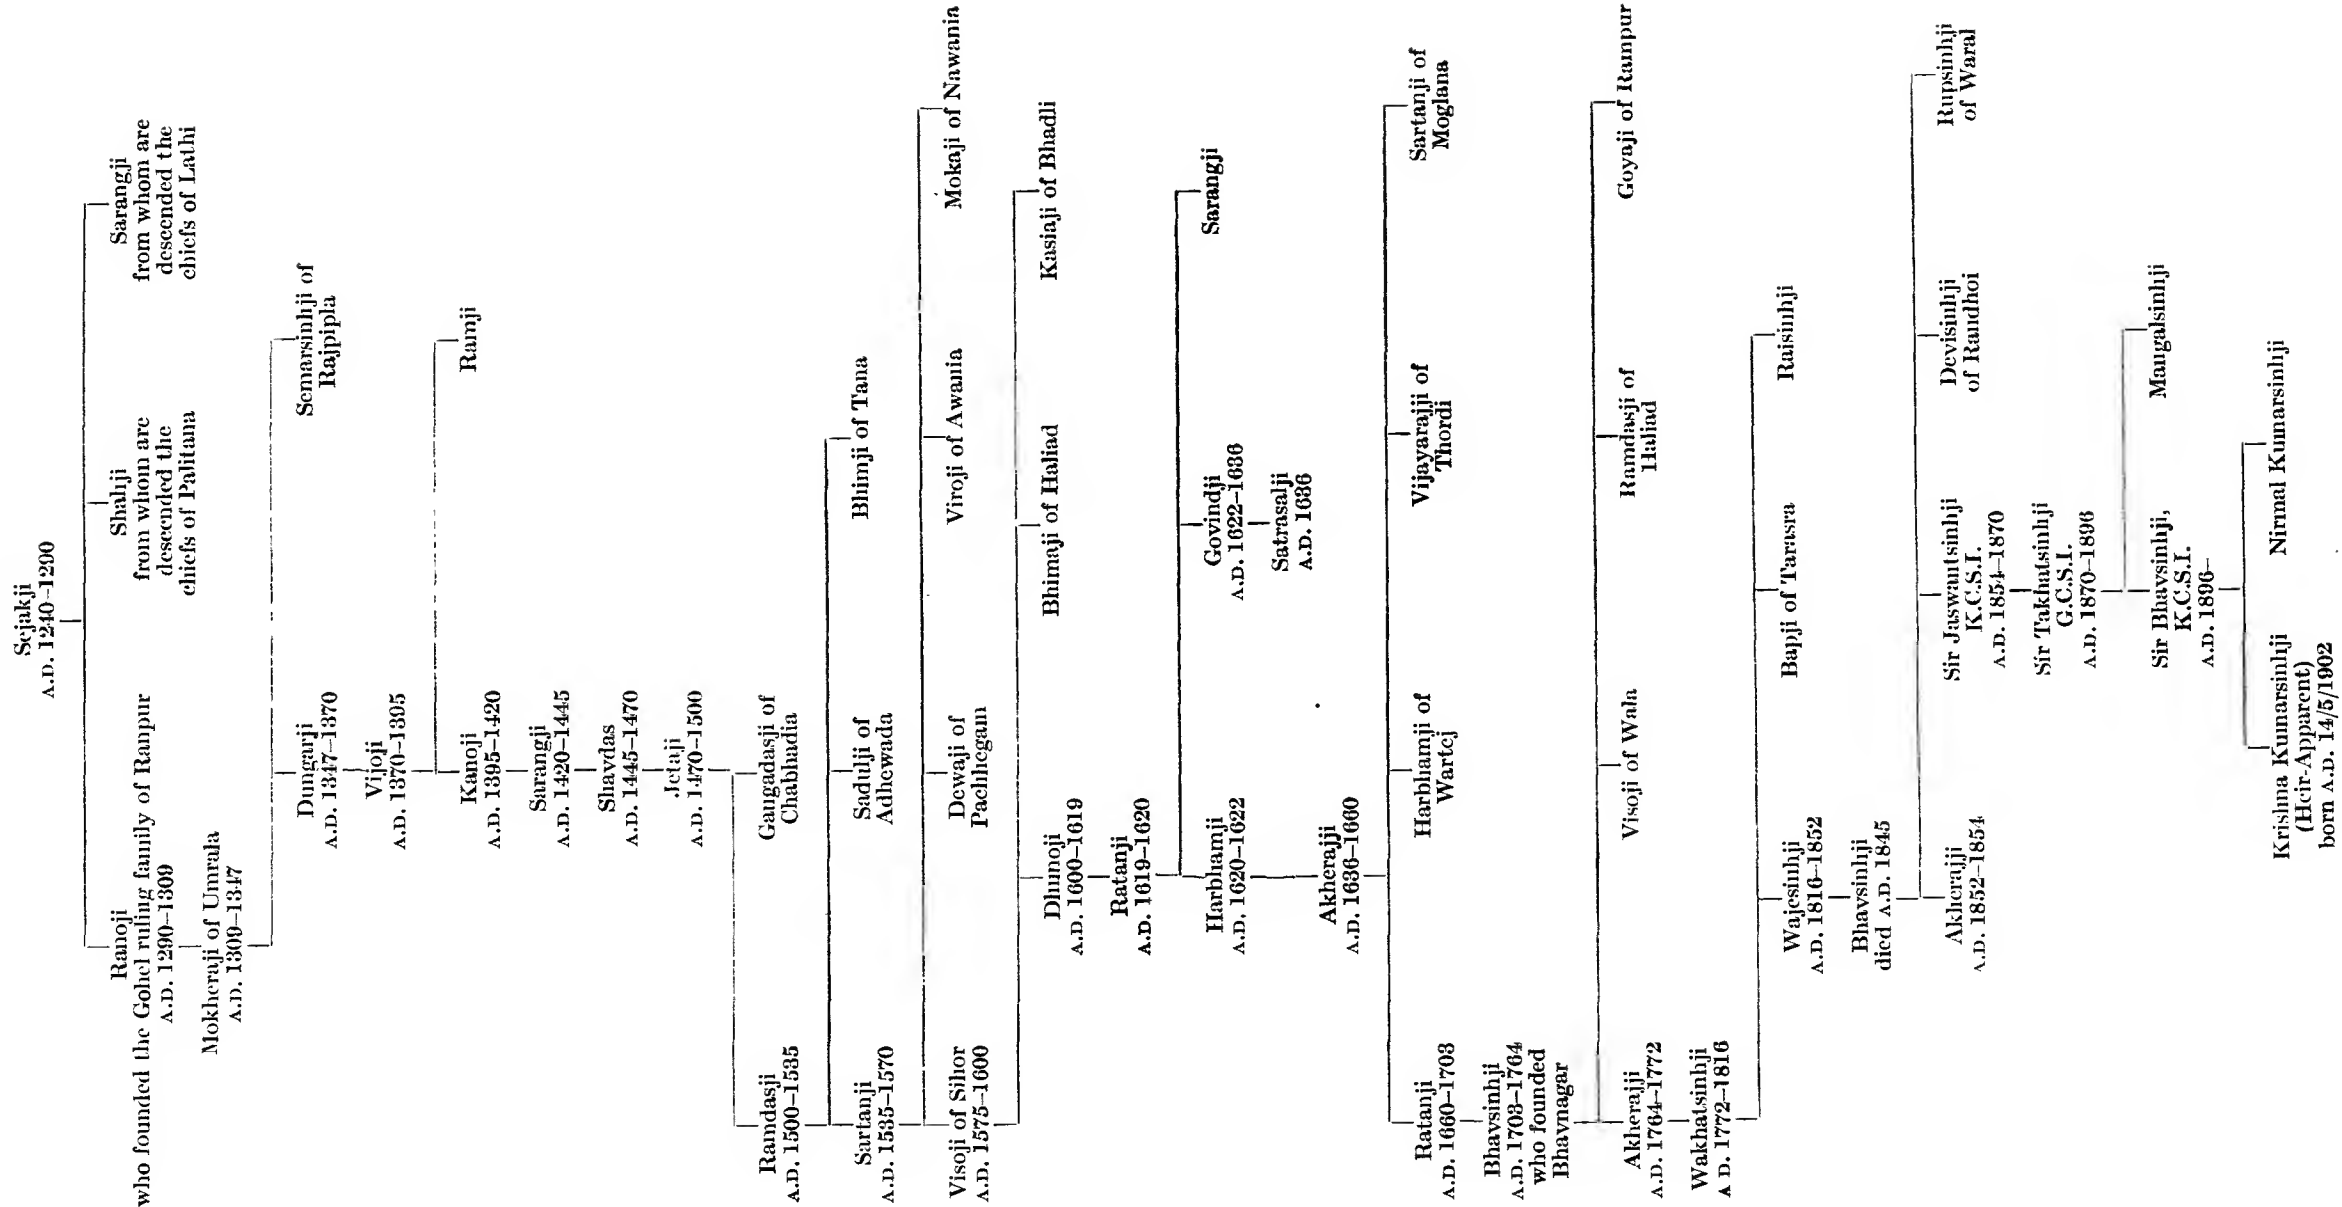 Sejakji
A.D. 1240–1290
Ranoji
who founded the Gohel ruling family of Ranpur
A.D. 1290–1309
Shahji
from whom are
descended the
chiefs of Palitana
Sarangji
from whom are
descended the
chiefs of Lathi
Mokheraji of Umrala
A.D. 1309–1347
Dungarji
A.D. 1347–1370
Semarsinhji of
Rajpipla
Vijoji
A.D. 1370–1395
Kanoji
A.D. 1395–1420
Ramji
Sarangji
A.D. 1420–1445
Shavdas
A.D. 1445–1470
Jetaji
A.D. 1470–1500
Ramdasji
A.D. 1500–1535
Gangadasji of
Chabhadia
Sartanji
A.D. 1535–1570
Sadulji of
Adhewada
Bhimji of Tana
Visoji of Sihor
A.D. 1575–1600
Dewaji of
Pachhegam
Viroji of Awania
Mokaji of Nawania
Dhunoji
A.D. 1600–1619
Bhimaji of Haliad
Kasiaji of Bhadli
Ratanji
A.D. 1619–1620
Harbhamji
A.D. 1620–1622
Govindji
A.D. 1622–1636
Sarangji
Satrasalji
A.D. 1636
Akherajji
A.D. 1636–1660
Ratanji
A.D. 1660–1703
Harbhamji of
Wartej
Vijayarajji of
Thordi
Sartanji of
Moglana
Bhavsinhji
A.D. 1703–1764
who founded
Bhavnagar
Akherajji
A.D. 1764–1772
Visoji of Wala
Ramdasji of
Haliad
Goyaji of Rampur
Wakhatsinhji
A D. 1772–1816
Wajesinhji
A.D. 1816–1852
Bapji of Tarasra
Raisinhji
Bhavsinhji
died A.D. 1845
Akherajji
A.D. 1852–1854
Sir Jaswantsinhji
K.C.S.I.
A.D. 1854–1870
Devisinhji
of Randhoi
Rupsinhji
of Waral
Sir Takhatsinhji
G.C.S.I.
A.D. 1870–1896
Sir Bhavsinhji,
K.C.S.I.
A.D. 1896–
Mangalsinhji
Krishna Kumarsinhji
(Heir-Apparent)
born A.D. 14/5/1902
Nirmal Kumarsinhji